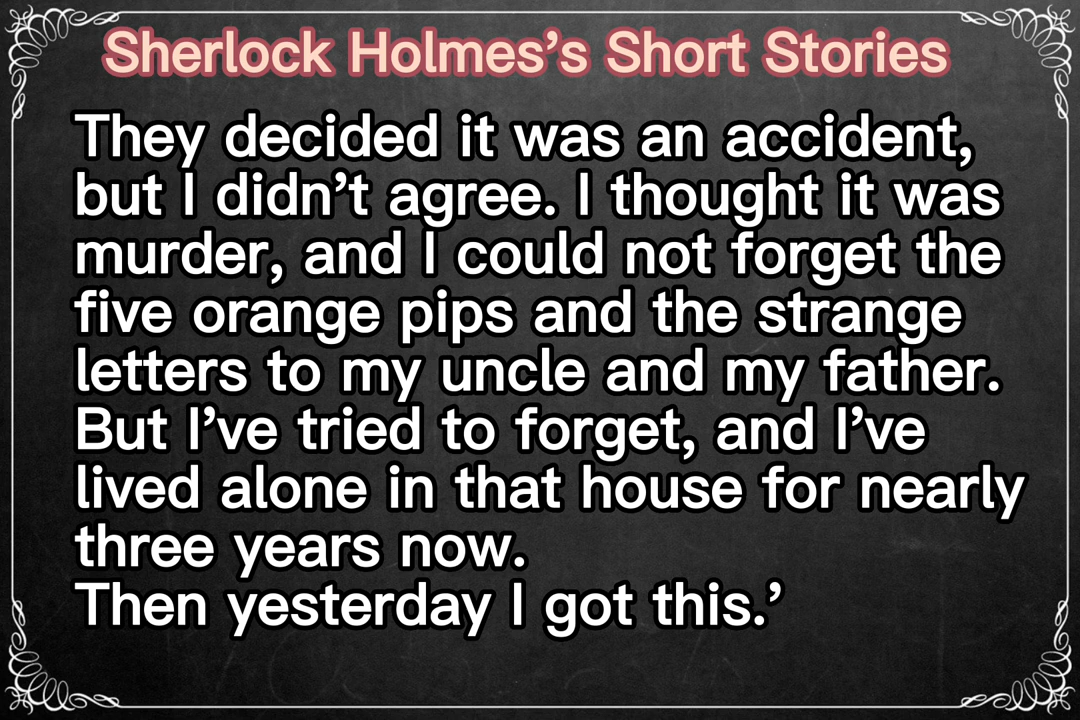 Sherlock Holmes’s Short Stories
They decided it was an accident,
but I didn’t agree. I thought it was
murder, and I could not forget the
five orange pips and the strange
letters to my uncle and my father.
But I’ve tried to forget, and I’ve
lived alone in that house for nearly
three years now.
Then yesterday I got this.’